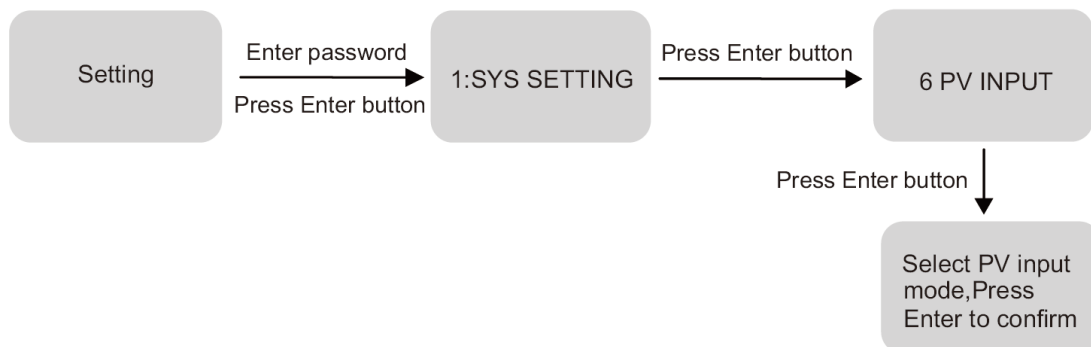 Setting
Enter password
Press Enter button
1:SYS SETTING
Press Enter button
6 PV INPUT
Press Enter button
Select PV input
mode,Press
Enter to confirm